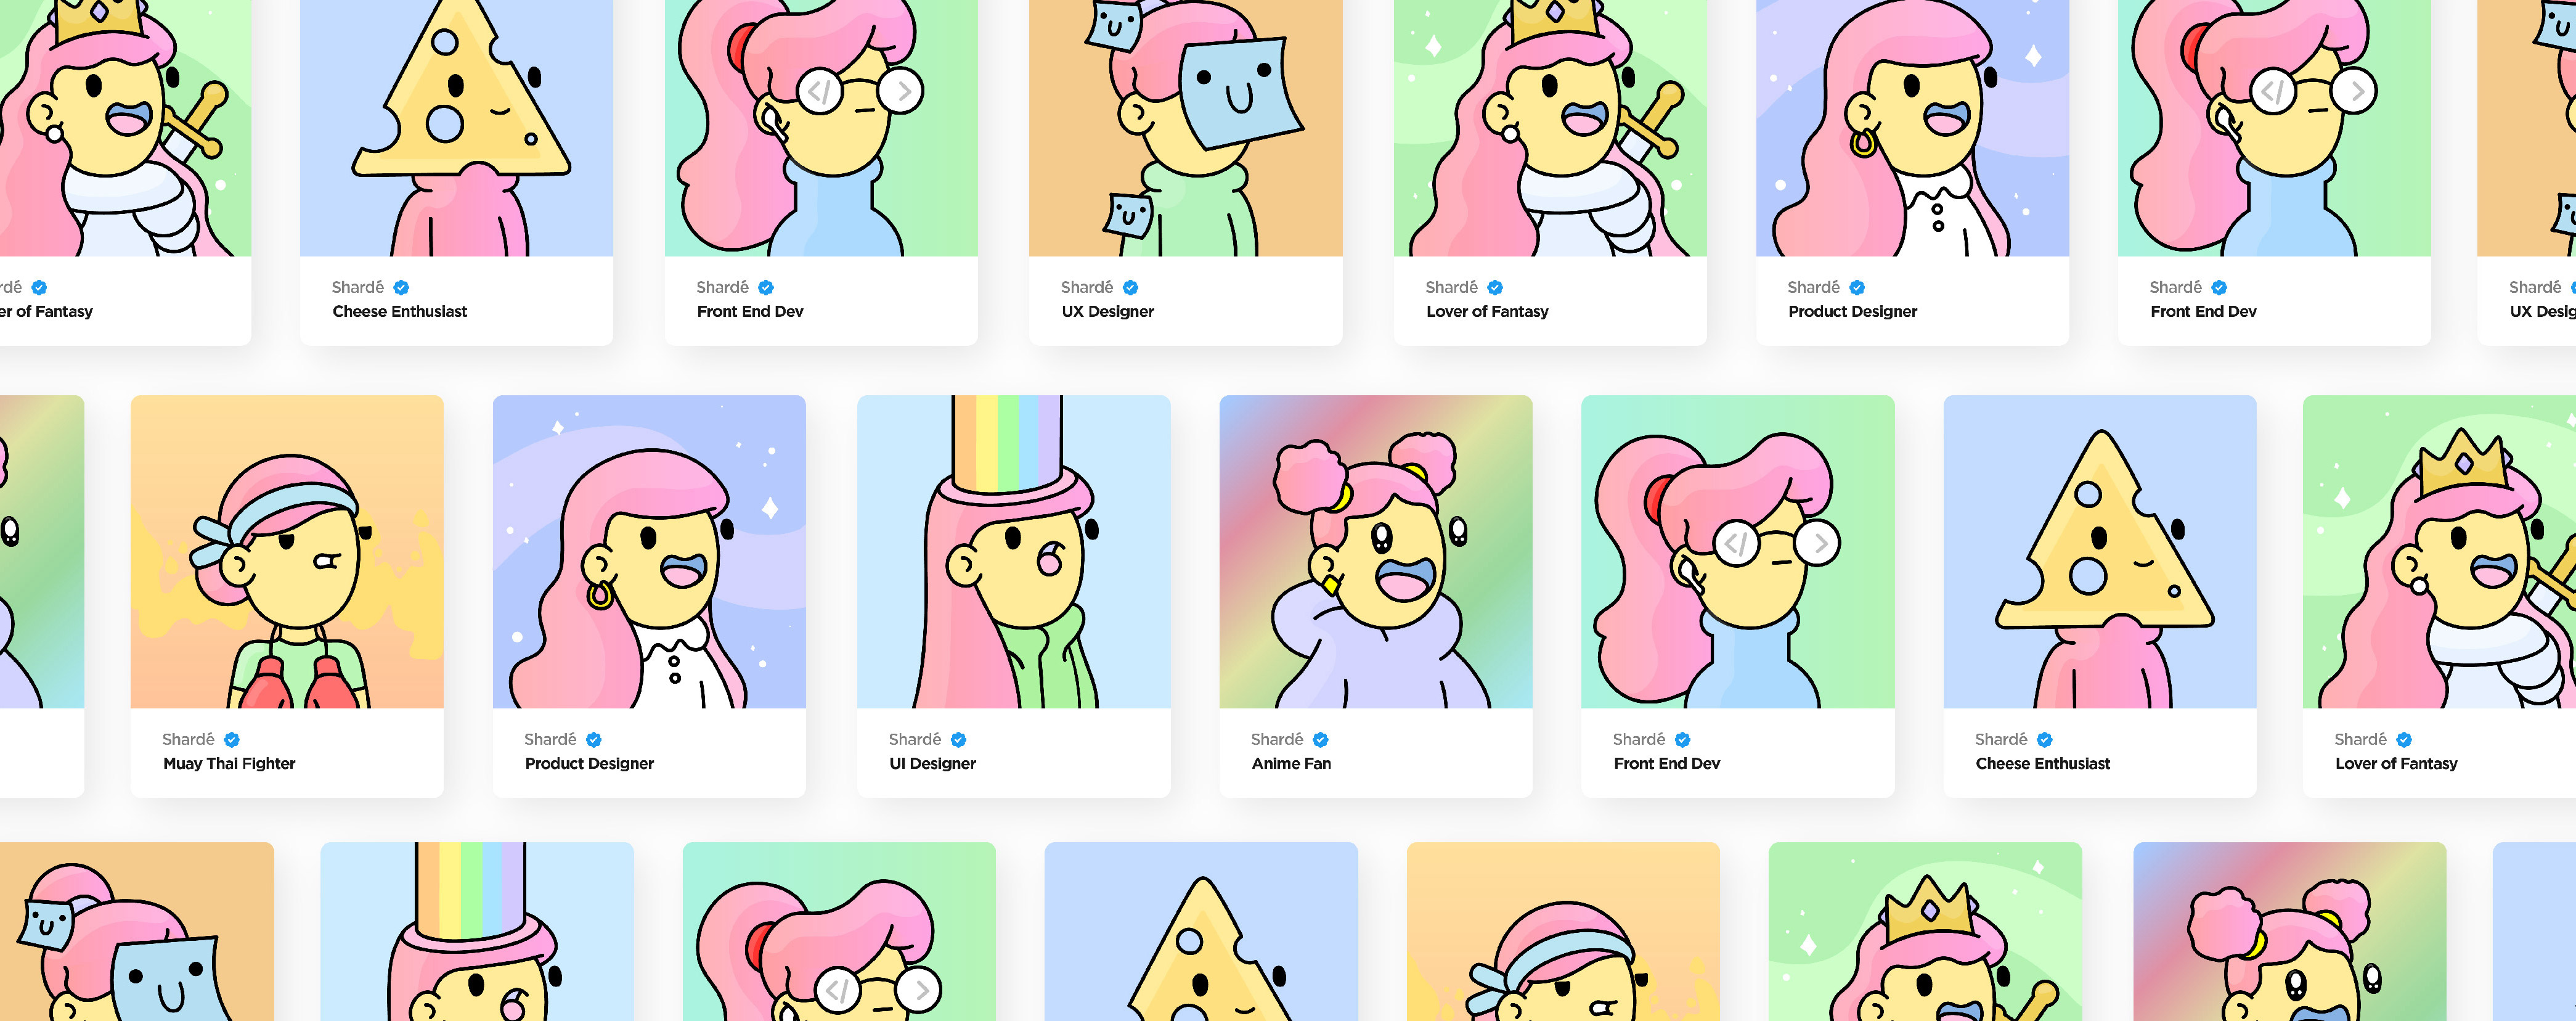 rdé
er of Fantasy
Shardé
Cheese Enthusiast
Shardé
Front End Dev
Shardé
UX Designer
Shardé
Lover of Fantasy
Shardé
Product Designer
Shardé
Front End Dev
Shardé
UX Desig
Shardé
Muay Thai Fighter
Shardé
Product Designer
Shardé
UI Designer
Shardé
Anime Fan
Shardé
Front End Dev
Shardé
Cheese Enthusiast
Shardé
Lover of Fantasy